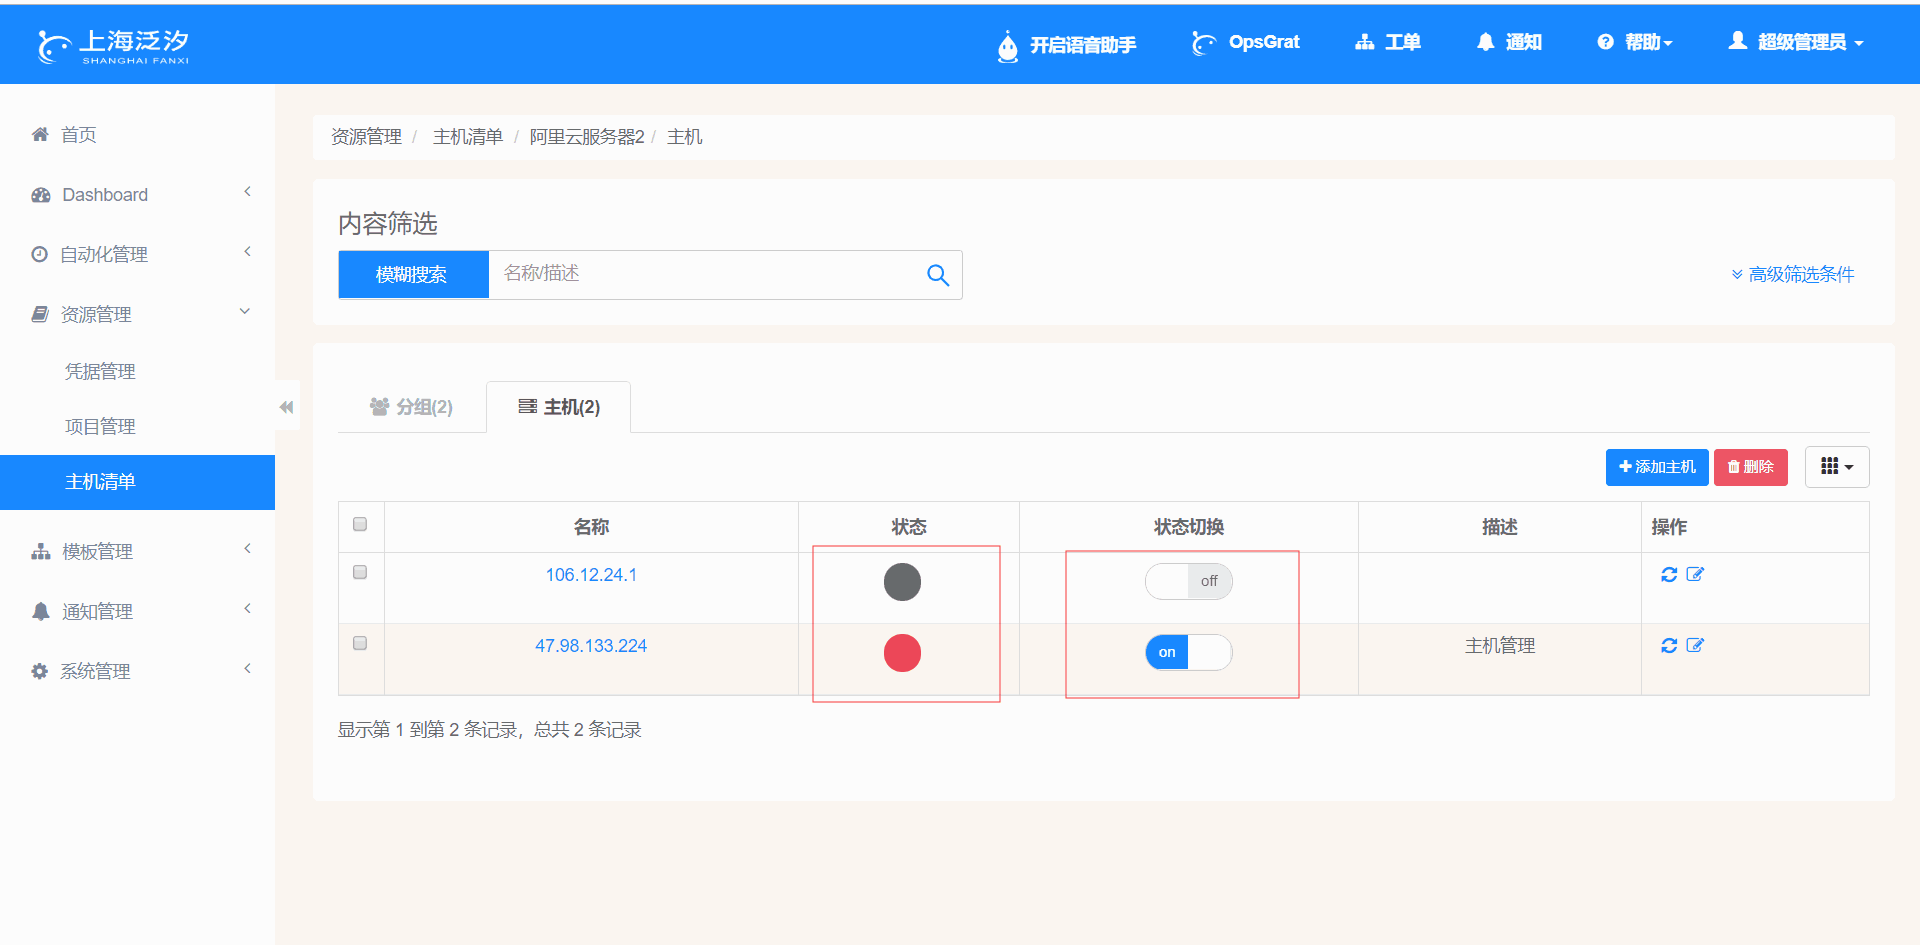 上海泛汐
SHANGHAI FANXI
开启语音助手
OpsGrat
工单
通知
帮助
超级管理员
首页
Dashboard
自动化管理
资源管理
凭据管理
项目管理
主机清单
模板管理
通知管理
系统管理
资源管理 / 主机清单 / 阿里云服务器2 / 主机
内容筛选
模糊搜索 名称/描述
高级筛选条件
分组(2) 主机(2)
添加主机 删除
名称 状态 状态切换 描述 操作
106.12.24.1 off
47.98.133.224 on 主机管理
显示第 1 到第 2 条记录，总共 2 条记录